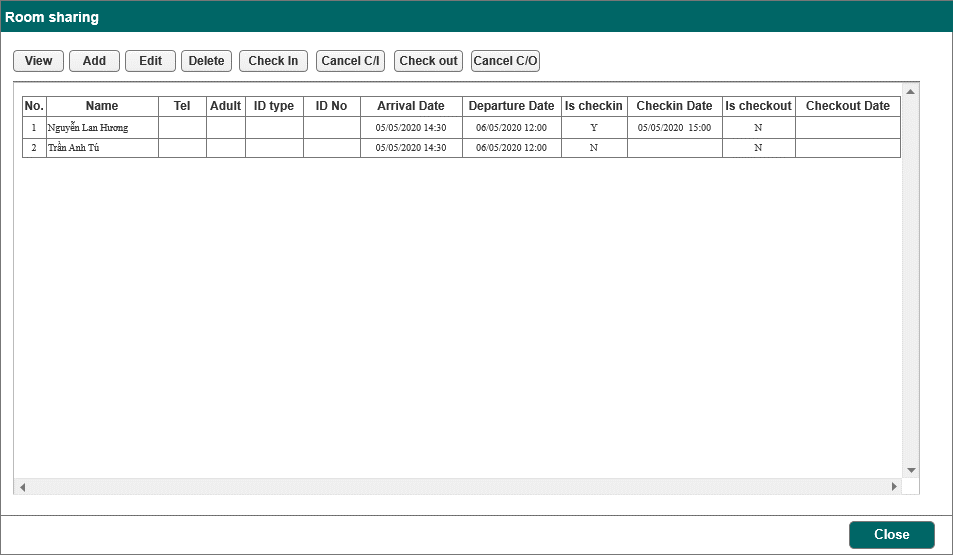 Room sharing
View Add Edit Delete Check In Cancel C/I Check out Cancel C/O
No. Name Tel Adult ID type ID No Arrival Date Departure Date Is checkin Checkin Date Is checkout Checkout Date
1 Nguyễn Lan Hương 05/05/2020 14:30 06/05/2020 12:00 Y 05/05/2020 15:00 N
2 Trần Anh Tú 05/05/2020 14:30 06/05/2020 12:00 N N
Close